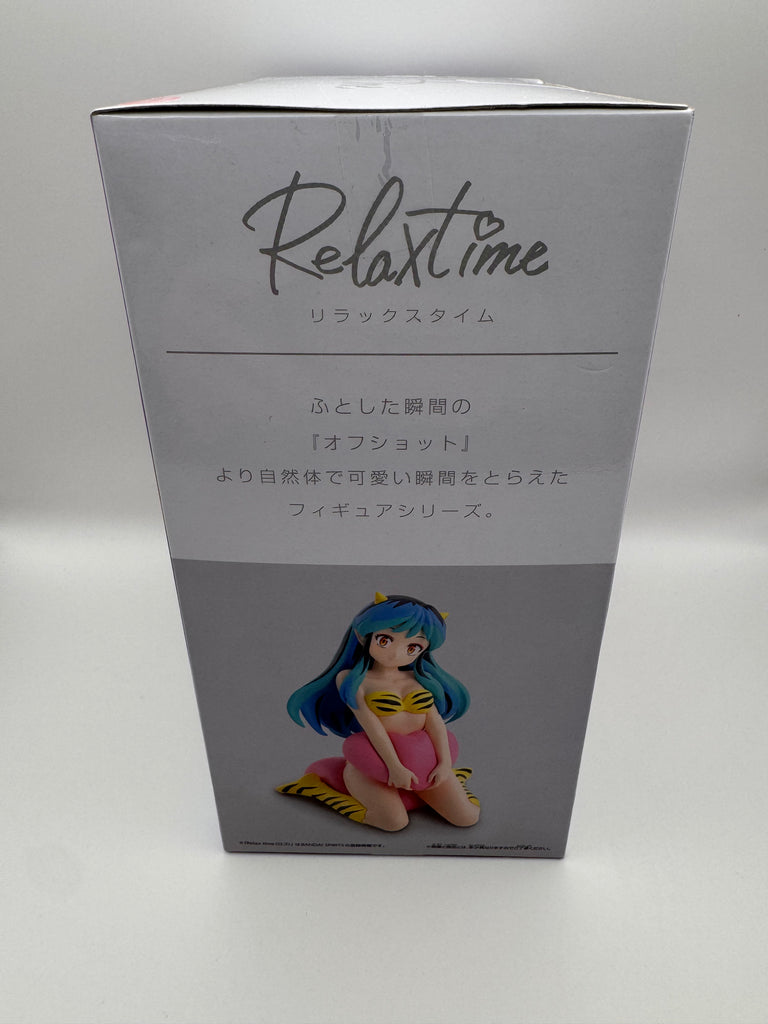 Relaxtime
リラックスタイム
ふとした瞬間の
『オフショット』
より自然体で可愛い瞬間をとらえた
フィギュアシリーズ。